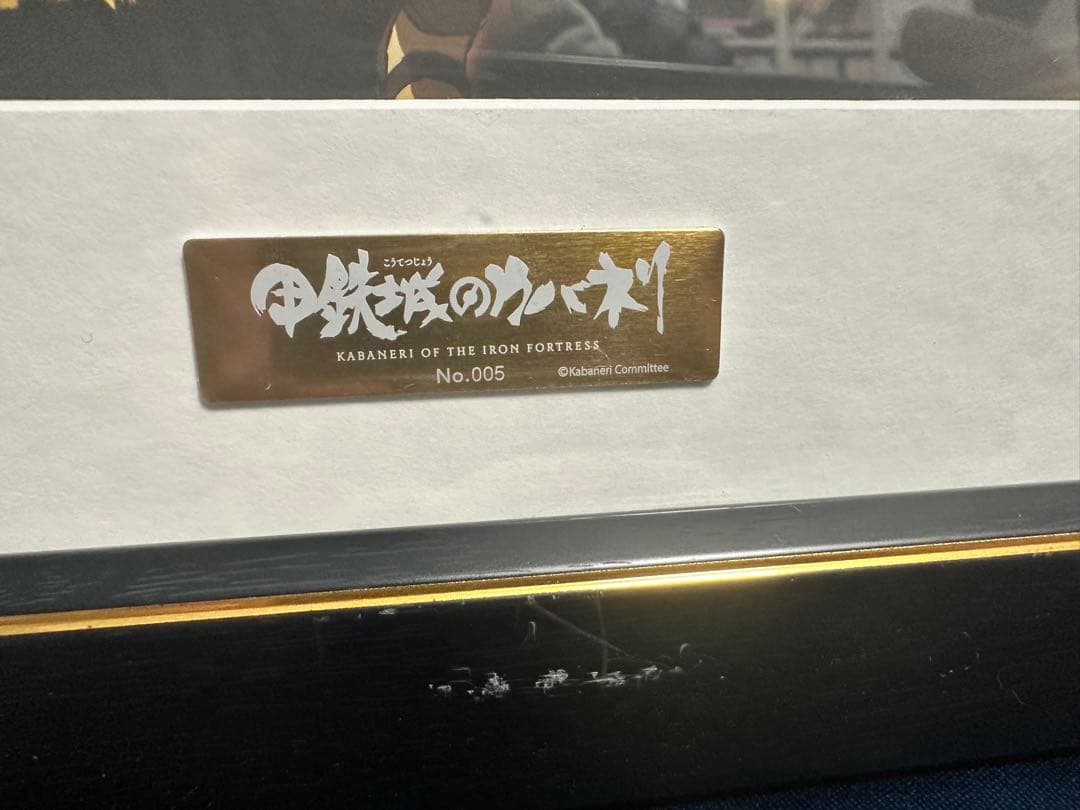 こうてつじょう
甲鉄城のカバネリ
KABANERI OF THE IRON FORTRESS
No.005
©Kabaneri Committee